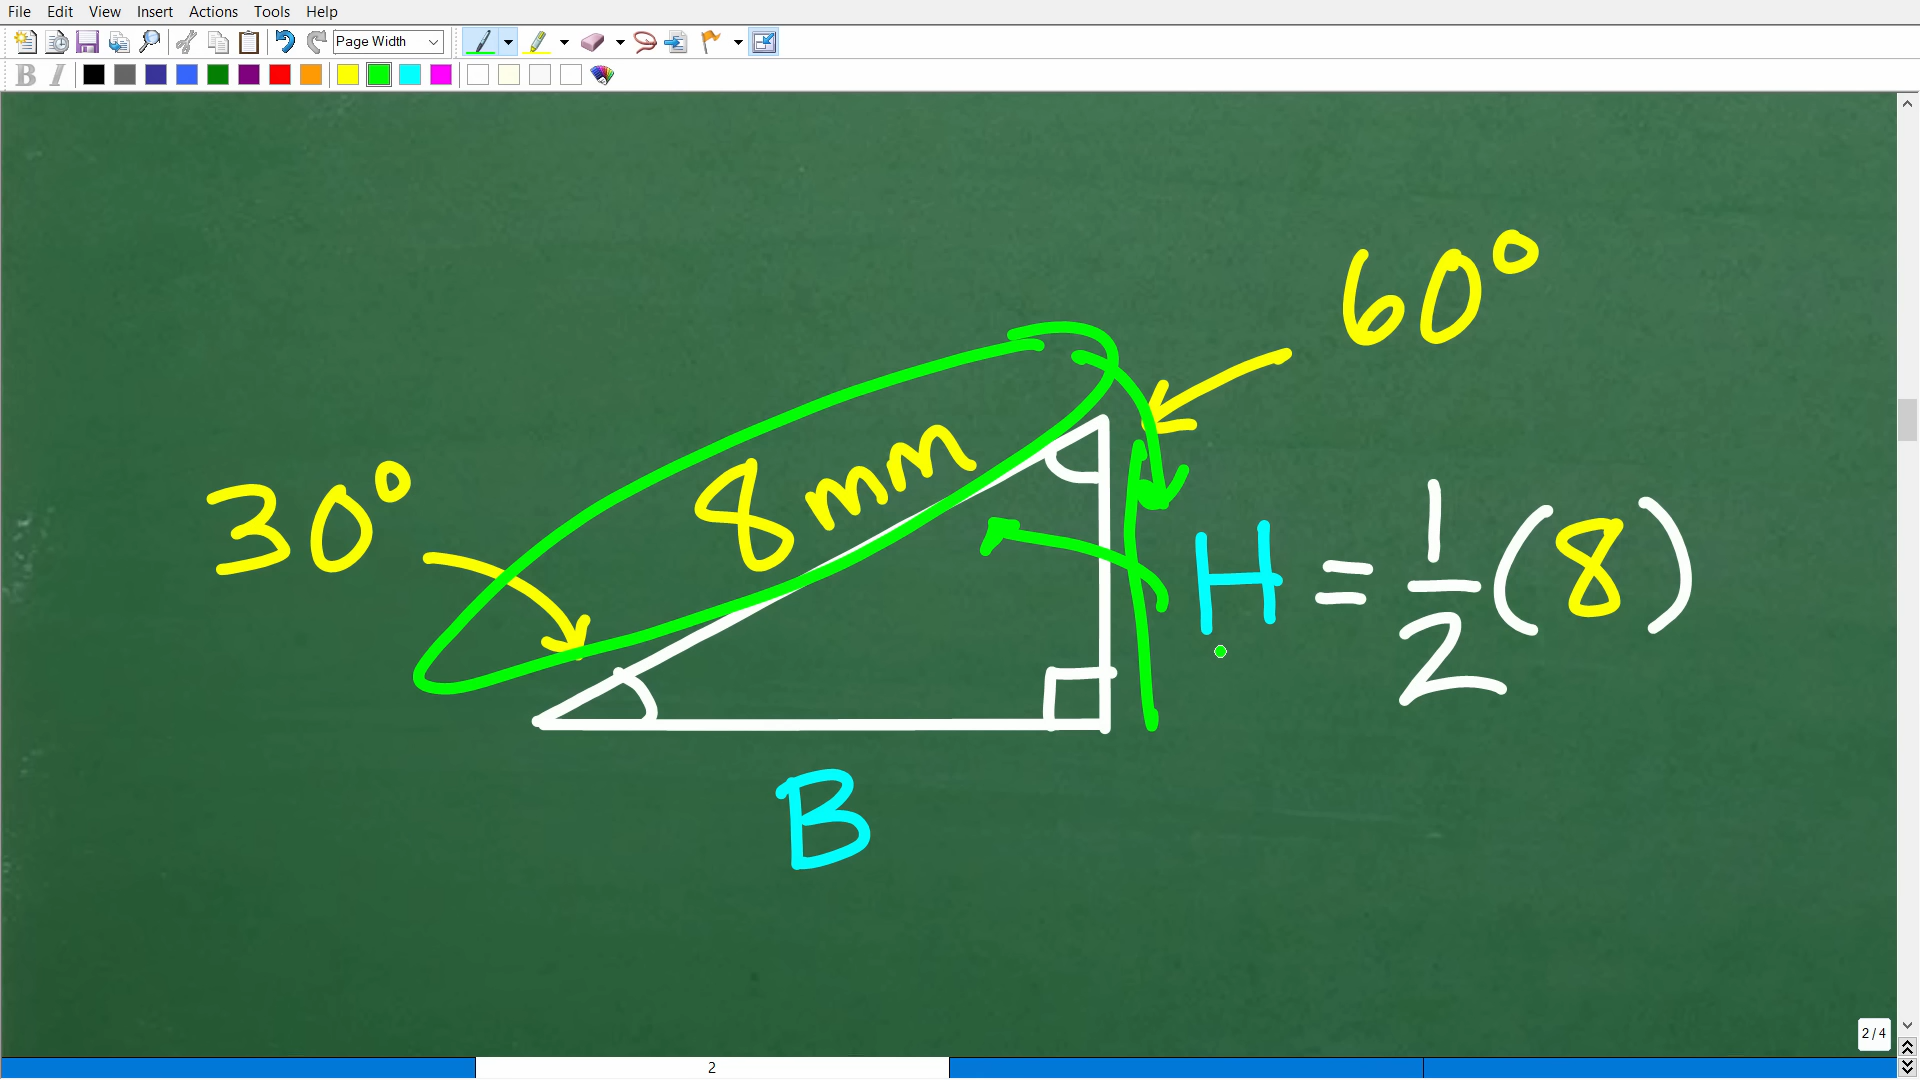 File Edit View Insert Actions Tools Help
Page Width
B I
60°
30°
8mm
H = 1/2 (8)
B
2 / 4
2